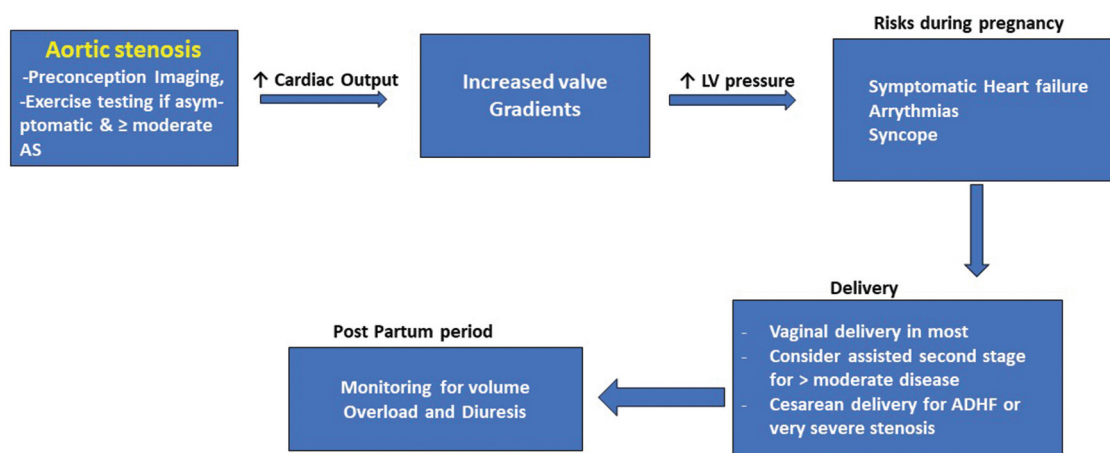 Aortic stenosis
-Preconception Imaging,
-Exercise testing if asym-
ptomatic & ≥ moderate
AS
↑ Cardiac Output
Increased valve
Gradients
↑ LV pressure
Risks during pregnancy
Symptomatic Heart failure
Arrythmias
Syncope
Delivery
- Vaginal delivery in most
- Consider assisted second stage
for > moderate disease
- Cesarean delivery for ADHF or
very severe stenosis
Post Partum period
Monitoring for volume
Overload and Diuresis